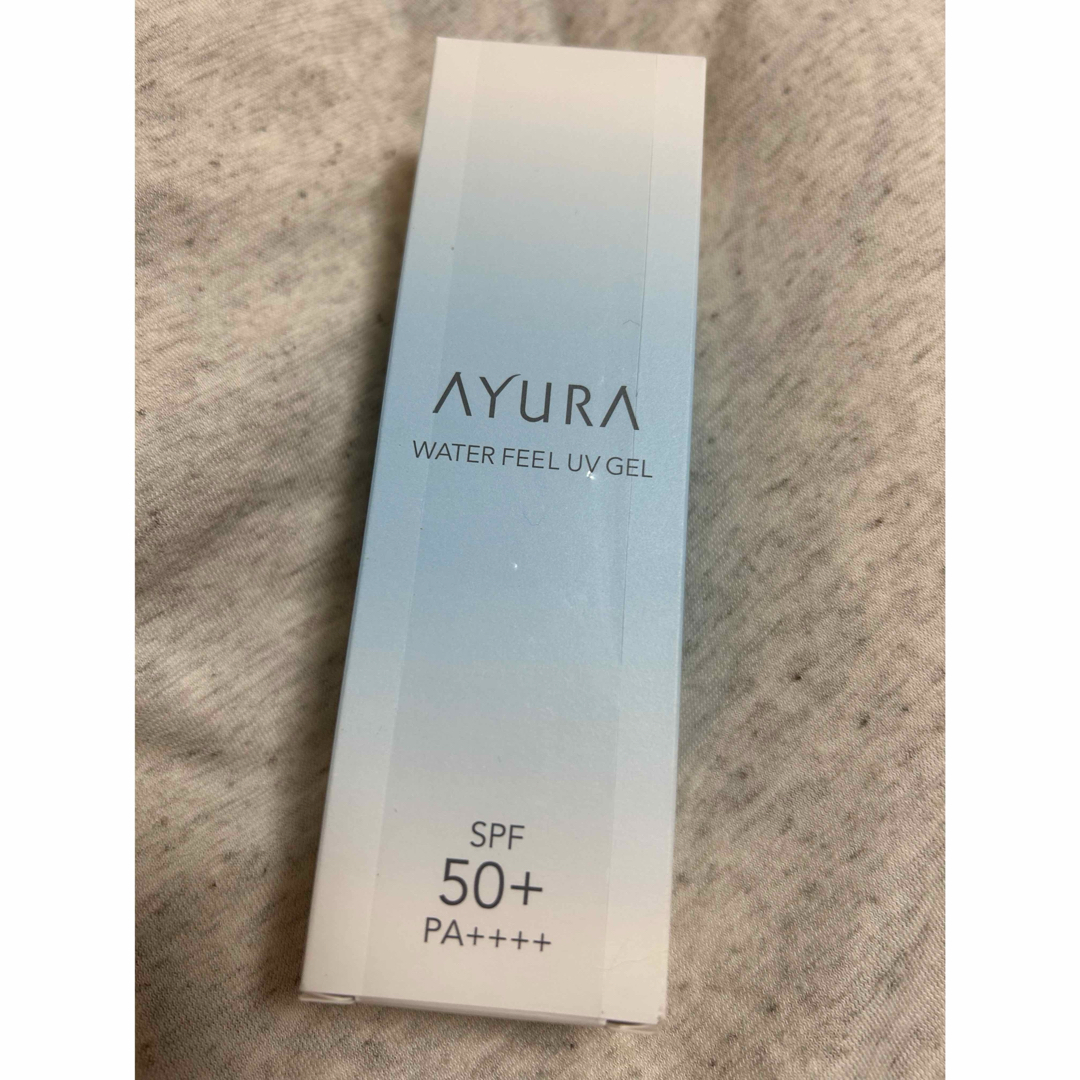 AYURA
WATER FEEL UV GEL
SPF
50+
PA++++